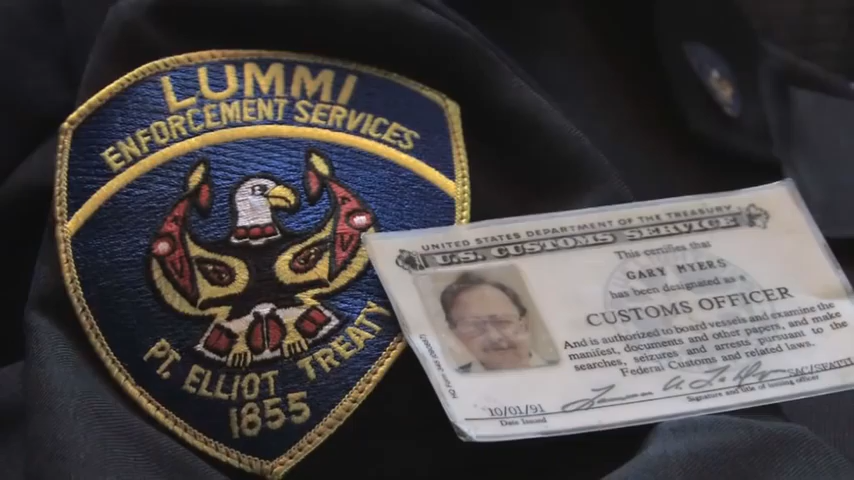 LUMMI
ENFORCEMENT SERVICES
PT. ELLIOT TREATY
1855
UNITED STATES DEPARTMENT OF THE TREASURY
U.S. CUSTOMS SERVICE
This certifies that
GARY MYERS
has been designated as a
CUSTOMS OFFICER
And is authorized to board vessels and examine the
manifest, documents and other papers, and make
searches, seizures and arrests pursuant to the
Federal Customs and related laws.
SAC/SEATTLE
10/01/91
Date Issued
Signature and title of issuing officer